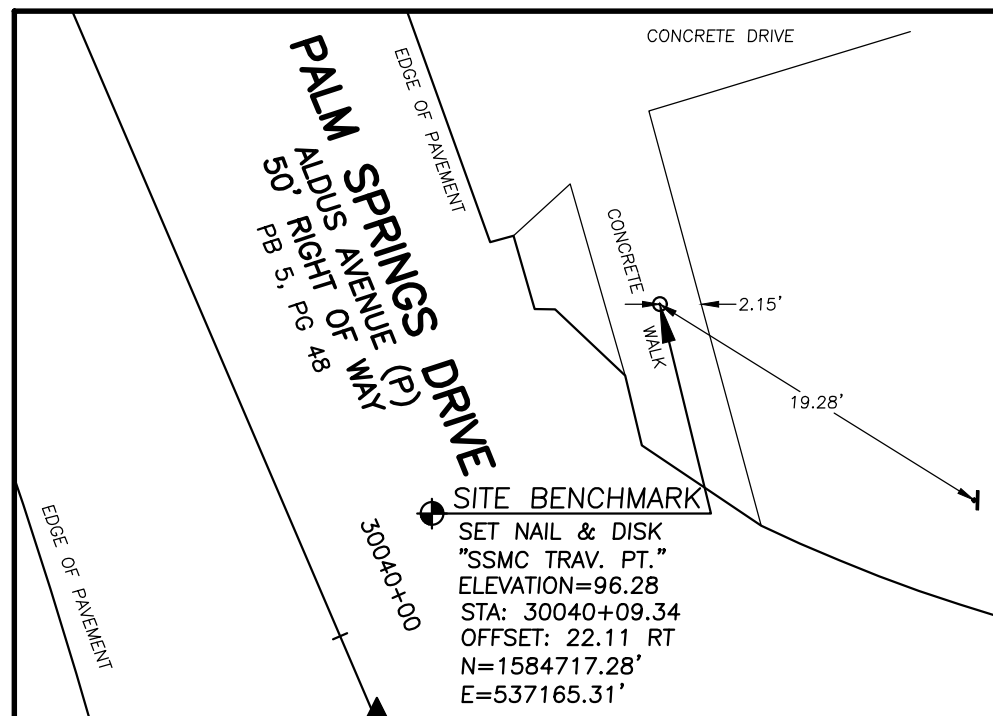 CONCRETE DRIVE
EDGE OF PAVEMENT
PALM SPRINGS DRIVE
ALDUS AVENUE (P)
50' RIGHT OF WAY
PB 5, PG 48
CONCRETE
WALK
2.15'
19.28'
30040+00
EDGE OF PAVEMENT
SITE BENCHMARK
SET NAIL & DISK
"SSMC TRAV. PT."
ELEVATION=96.28
STA: 30040+09.34
OFFSET: 22.11 RT
N=1584717.28'
E=537165.31'